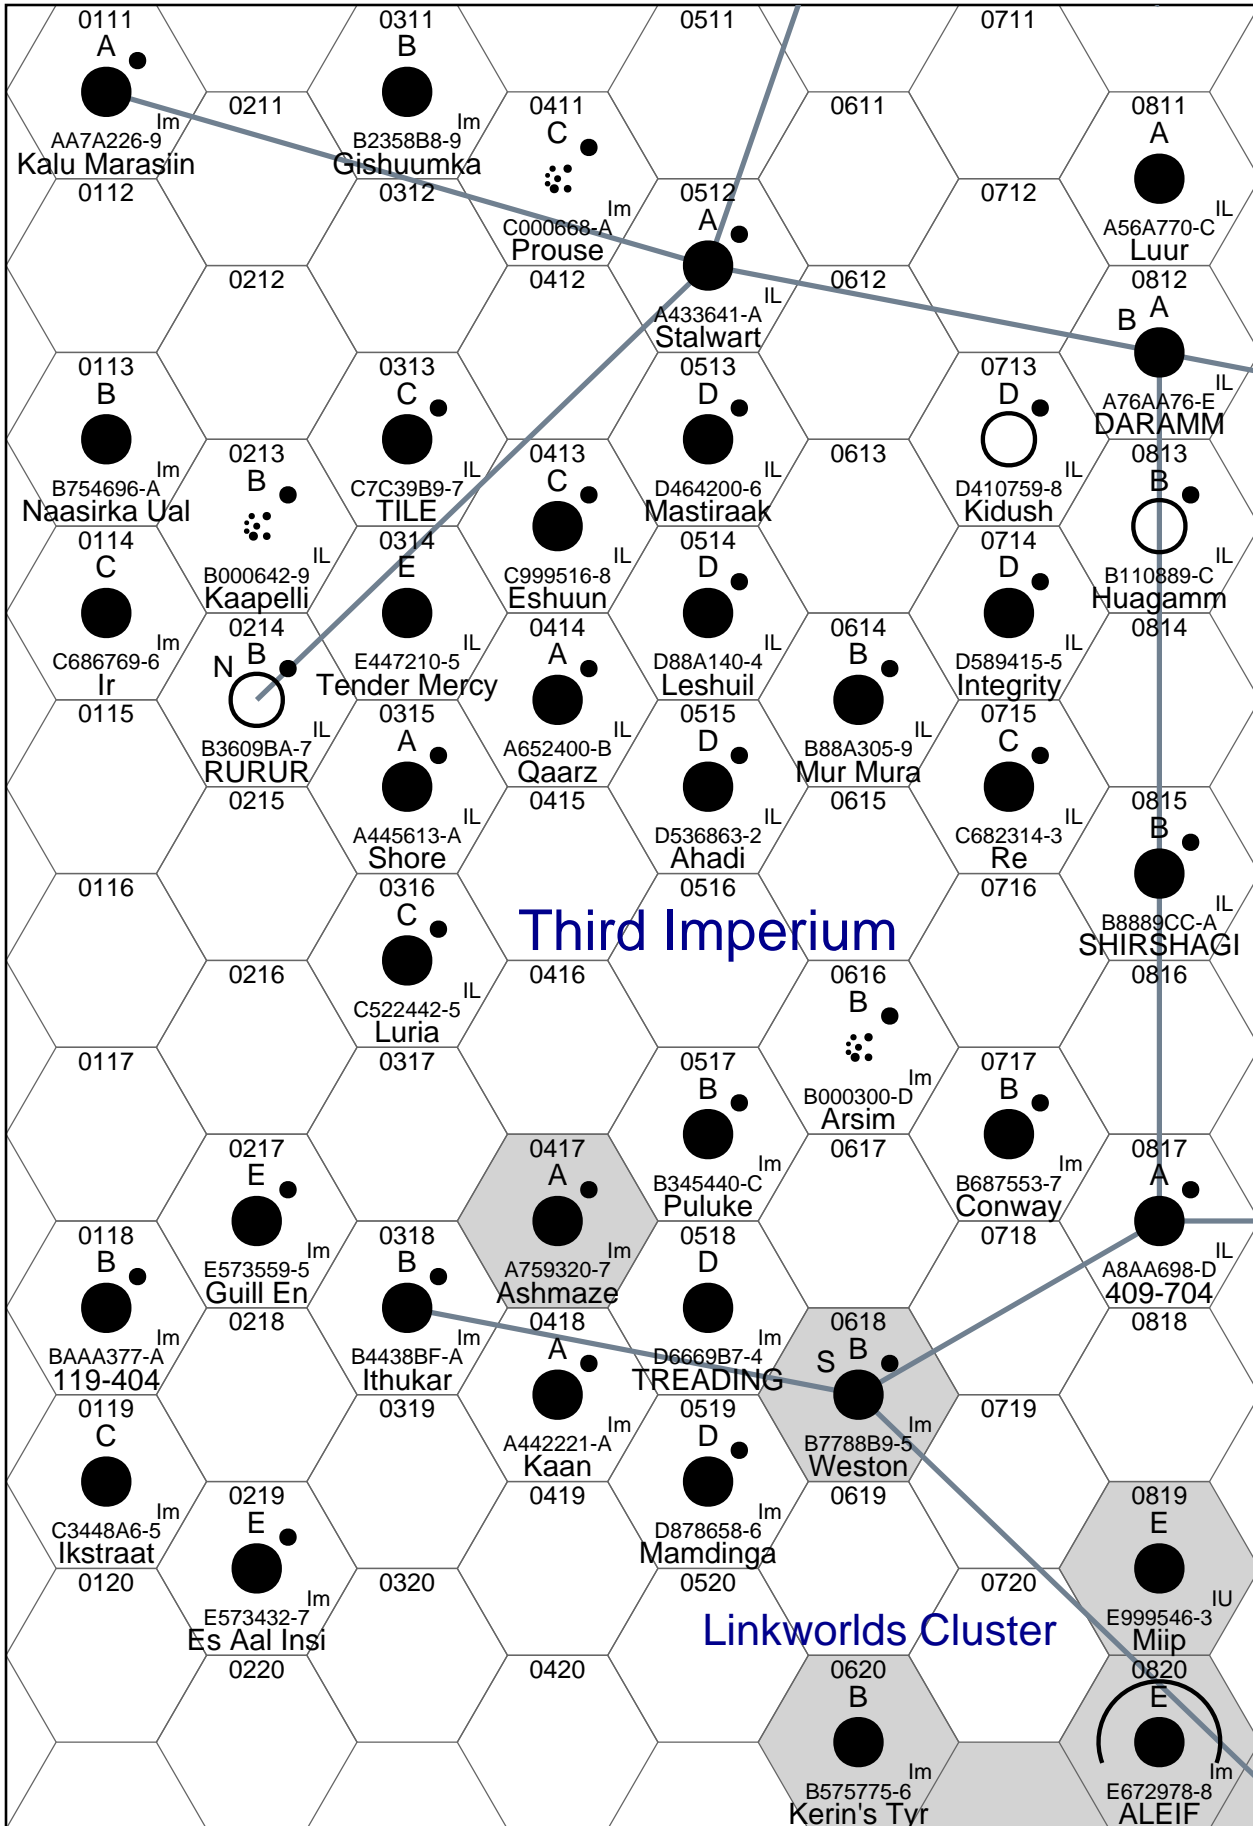 0111
A
Im
AA7A226-9
Kalu Marasiin
0211
0311
B
Im
B2358B8-9
Gishuumka
0411
C
Im
C000668-A
Prouse
0511
0611
0711
0811
A
IL
A56A770-C
Luur
0112
0212
0312
0412
0512
A
IL
A433641-A
Stalwart
0612
0712
0812
B A
IL
A76AA76-E
DARAMM
0113
B
Im
B754696-A
Naasirka Ual
0213
B
IL
B000642-9
Kaapelli
0313
C
IL
C7C39B9-7
TILE
0413
C
IL
C999516-8
Eshuun
0513
D
IL
D464200-6
Mastiraak
0613
0713
D
IL
D410759-8
Kidush
0813
B
IL
B110889-C
Huagamm
0114
C
Im
C686769-6
Ir
0214
N B
IL
B3609BA-7
RURUR
0314
E
IL
E447210-5
Tender Mercy
0414
A
IL
A652400-B
Qaarz
0514
D
IL
D88A140-4
Leshuil
0614
B
IL
B88A305-9
Mur Mura
0714
D
IL
D589415-5
Integrity
0814
0115
0215
0315
A
IL
A445613-A
Shore
0415
0515
D
IL
D536863-2
Ahadi
0615
0715
C
IL
C682314-3
Re
0815
B
IL
B8889CC-A
SHIRSHAGI
0116
0216
0316
C
IL
C522442-5
Luria
0416
0516
Third Imperium
0616
B
Im
B000300-D
Arsim
0716
0816
0117
0217
E
Im
E573559-5
Guill En
0317
0417
A
Im
A759320-7
Ashmaze
0517
B
Im
B345440-C
Puluke
0617
0717
B
Im
B687553-7
Conway
0817
A
IL
A8AA698-D
409-704
0118
B
Im
BAAA377-A
119-404
0218
0318
B
Im
B4438BF-A
Ithukar
0418
A
Im
A442221-A
Kaan
0518
D
Im
D6669B7-4
TREADING
0618
S B
Im
B7788B9-5
Weston
0718
0818
0119
C
Im
C3448A6-5
Ikstraat
0219
E
Im
E573432-7
Es Aal Insi
0319
0419
0519
D
Im
D878658-6
Mamdinga
0619
0719
0819
E
IU
E999546-3
Miip
0120
0220
0320
0420
0520
Linkworlds Cluster
0620
B
Im
B575775-6
Kerin's Tyr
0720
0820
E
Im
E672978-8
ALEIF